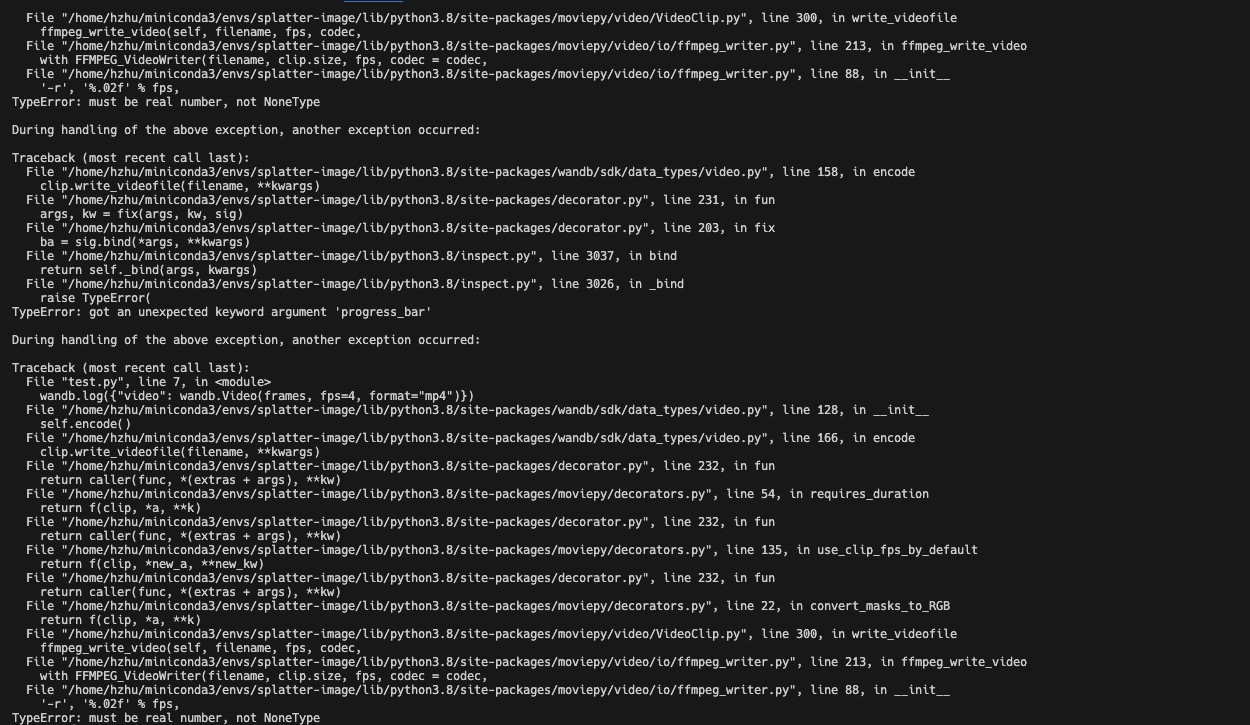 File "/home/hzhu/miniconda3/envs/splatter-image/lib/python3.8/site-packages/moviepy/video/VideoClip.py", line 300, in write_videofile
ffmpeg_write_video(self, filename, fps, codec,
File "/home/hzhu/miniconda3/envs/splatter-image/lib/python3.8/site-packages/moviepy/video/io/ffmpeg_writer.py", line 213, in ffmpeg_write_video
with FFMPEG_VideoWriter(filename, clip.size, fps, codec = codec,
File "/home/hzhu/miniconda3/envs/splatter-image/lib/python3.8/site-packages/moviepy/video/io/ffmpeg_writer.py", line 88, in __init__
'-r', '%.02f' % fps,
TypeError: must be real number, not NoneType
During handling of the above exception, another exception occurred:
Traceback (most recent call last):
File "/home/hzhu/miniconda3/envs/splatter-image/lib/python3.8/site-packages/wandb/sdk/data_types/video.py", line 158, in encode
clip.write_videofile(filename, **kwargs)
File "/home/hzhu/miniconda3/envs/splatter-image/lib/python3.8/site-packages/decorator.py", line 231, in fun
args, kw = fix(args, kw, sig)
File "/home/hzhu/miniconda3/envs/splatter-image/lib/python3.8/site-packages/decorator.py", line 203, in fix
ba = sig.bind(*args, **kwargs)
File "/home/hzhu/miniconda3/envs/splatter-image/lib/python3.8/inspect.py", line 3037, in bind
return self._bind(args, kwargs)
File "/home/hzhu/miniconda3/envs/splatter-image/lib/python3.8/inspect.py", line 3026, in _bind
raise TypeError(
TypeError: got an unexpected keyword argument 'progress_bar'
During handling of the above exception, another exception occurred:
Traceback (most recent call last):
File "test.py", line 7, in <module>
wandb.log({"video": wandb.Video(frames, fps=4, format="mp4")})
File "/home/hzhu/miniconda3/envs/splatter-image/lib/python3.8/site-packages/wandb/sdk/data_types/video.py", line 128, in __init__
self.encode()
File "/home/hzhu/miniconda3/envs/splatter-image/lib/python3.8/site-packages/wandb/sdk/data_types/video.py", line 166, in encode
clip.write_videofile(filename, **kwargs)
File "/home/hzhu/miniconda3/envs/splatter-image/lib/python3.8/site-packages/decorator.py", line 232, in fun
return caller(func, *(extras + args), **kw)
File "/home/hzhu/miniconda3/envs/splatter-image/lib/python3.8/site-packages/moviepy/decorators.py", line 54, in requires_duration
return f(clip, *a, **k)
File "/home/hzhu/miniconda3/envs/splatter-image/lib/python3.8/site-packages/decorator.py", line 232, in fun
return caller(func, *(extras + args), **kw)
File "/home/hzhu/miniconda3/envs/splatter-image/lib/python3.8/site-packages/moviepy/decorators.py", line 135, in use_clip_fps_by_default
return f(clip, *new_a, **new_kw)
File "/home/hzhu/miniconda3/envs/splatter-image/lib/python3.8/site-packages/decorator.py", line 232, in fun
return caller(func, *(extras + args), **kw)
File "/home/hzhu/miniconda3/envs/splatter-image/lib/python3.8/site-packages/moviepy/decorators.py", line 22, in convert_masks_to_RGB
return f(clip, *a, **k)
File "/home/hzhu/miniconda3/envs/splatter-image/lib/python3.8/site-packages/moviepy/video/VideoClip.py", line 300, in write_videofile
ffmpeg_write_video(self, filename, fps, codec,
File "/home/hzhu/miniconda3/envs/splatter-image/lib/python3.8/site-packages/moviepy/video/io/ffmpeg_writer.py", line 213, in ffmpeg_write_video
with FFMPEG_VideoWriter(filename, clip.size, fps, codec = codec,
File "/home/hzhu/miniconda3/envs/splatter-image/lib/python3.8/site-packages/moviepy/video/io/ffmpeg_writer.py", line 88, in __init__
'-r', '%.02f' % fps,
TypeError: must be real number, not NoneType